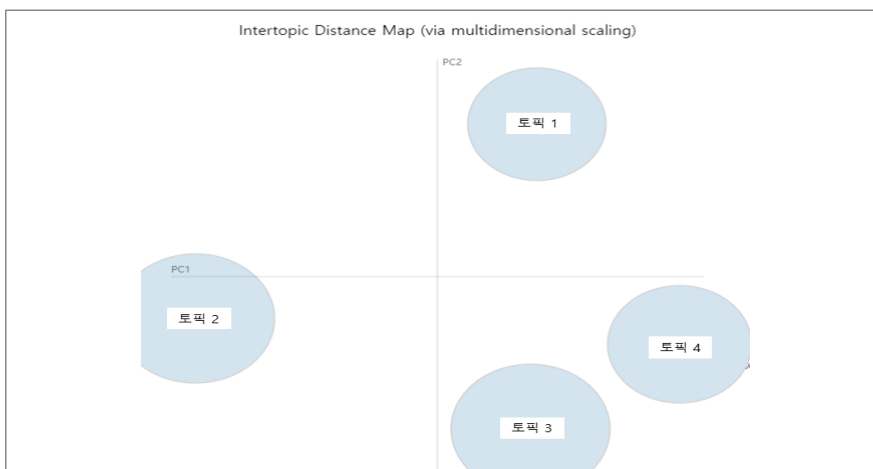 Intertopic Distance Map (via multidimensional scaling)
PC2
토픽 1
PC1
토픽 2
토픽 4
토픽 3